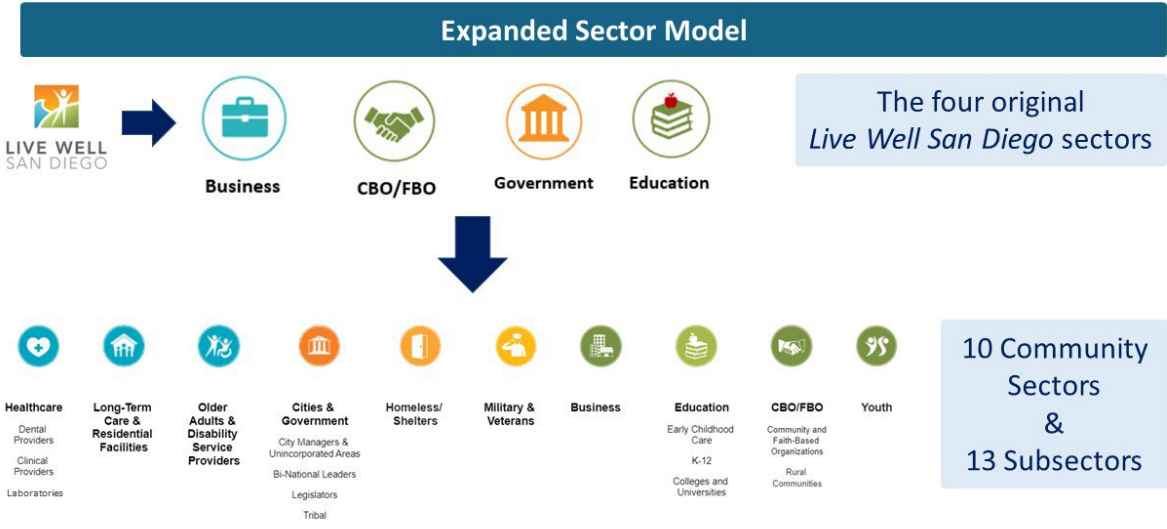 Expanded Sector Model
LIVE WELL
SAN DIEGO
Business
CBO/FBO
Government
Education
The four original
Live Well San Diego sectors
Healthcare
Dental
Providers
Clinical
Providers
Laboratories
Long-Term
Care &
Residential
Facilities
Older
Adults &
Disability
Service
Providers
Cities &
Government
City Managers &
Unincorporated Areas
Bi-National Leaders
Legislators
Tribal
Homeless/
Shelters
Military &
Veterans
Business
Education
Early Childhood
Care
K-12
Colleges and
Universities
CBO/FBO
Community and
Faith-Based
Organizations
Rural
Communities
Youth
10 Community
Sectors
&
13 Subsectors